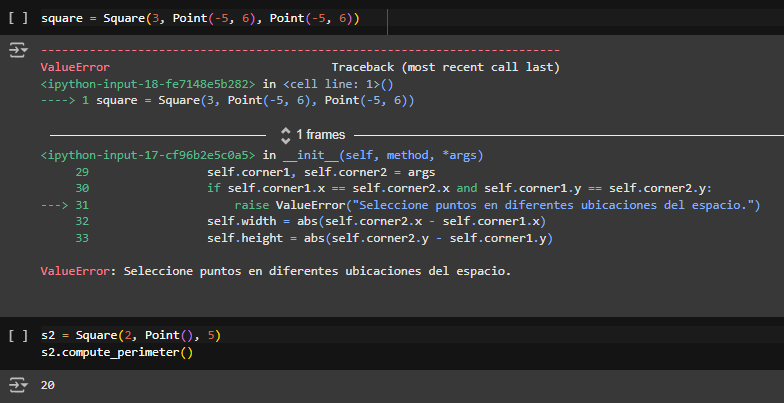 [ ] square = Square(3, Point(-5, 6), Point(-5, 6))
---------------------------------------------------------------------------
ValueError                                Traceback (most recent call last)
<ipython-input-18-fe7148e5b282> in <cell line: 1>()
----> 1 square = Square(3, Point(-5, 6), Point(-5, 6))
1 frames
<ipython-input-17-cf96b2e5c0a5> in __init__(self, method, *args)
     29                 self.corner1, self.corner2 = args
     30                 if self.corner1.x == self.corner2.x and self.corner1.y == self.corner2.y:
---> 31                     raise ValueError("Seleccione puntos en diferentes ubicaciones del espacio.")
     32                 self.width = abs(self.corner2.x - self.corner1.x)
     33                 self.height = abs(self.corner2.y - self.corner1.y)
ValueError: Seleccione puntos en diferentes ubicaciones del espacio.
[ ] s2 = Square(2, Point(), 5)
s2.compute_perimeter()
20